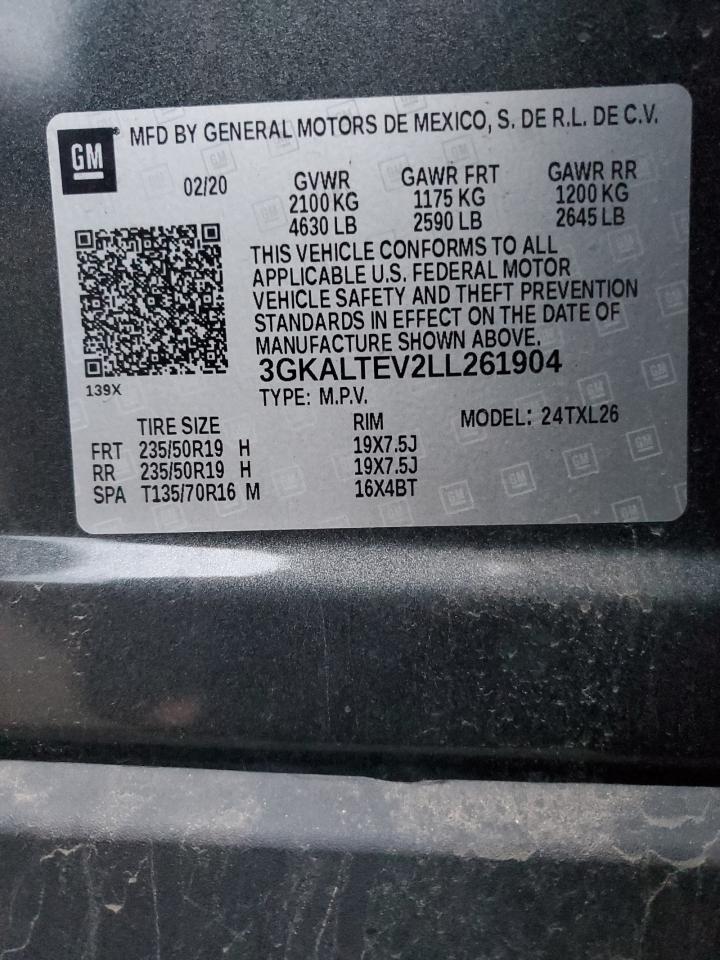 GM® MFD BY GENERAL MOTORS DE MEXICO, S. DE R.L. DE C.V.
02/20
GVWR GAWR FRT GAWR RR
2100 KG 1175 KG 1200 KG
4630 LB 2590 LB 2645 LB
THIS VEHICLE CONFORMS TO ALL
APPLICABLE U.S. FEDERAL MOTOR
VEHICLE SAFETY AND THEFT PREVENTION
STANDARDS IN EFFECT ON THE DATE OF
MANUFACTURE SHOWN ABOVE.
3GKALTEV2LL261904
139X
TYPE: M.P.V.
TIRE SIZE RIM MODEL: 24TXL26
FRT 235/50R19 H 19X7.5J
RR 235/50R19 H 19X7.5J
SPA T135/70R16 M 16X4BT